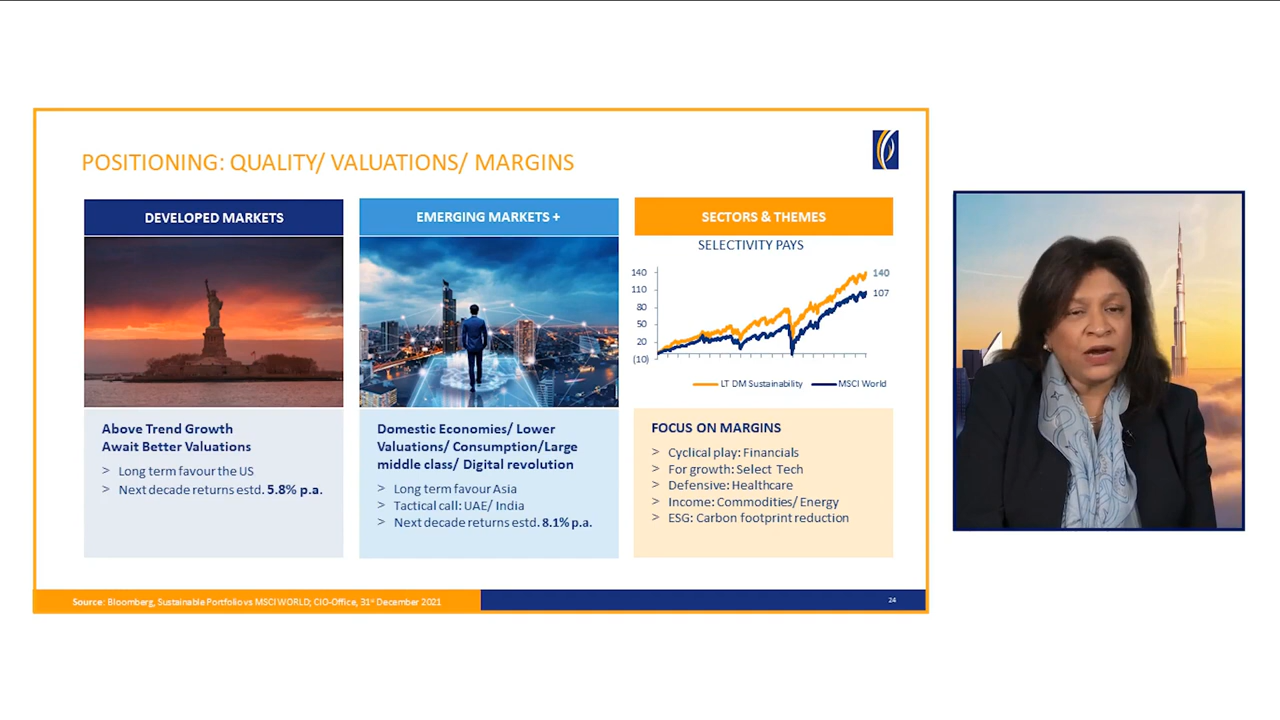 POSITIONING: QUALITY/ VALUATIONS/ MARGINS
DEVELOPED MARKETS
Above Trend Growth
Await Better Valuations
> Long term favour the US
> Next decade returns estd. 5.8% p.a.
EMERGING MARKETS +
Domestic Economies/ Lower
Valuations/ Consumption/Large
middle class/ Digital revolution
> Long term favour Asia
> Tactical call: UAE/ India
> Next decade returns estd. 8.1% p.a.
SECTORS & THEMES
SELECTIVITY PAYS
140
110
80
50
20
(10)
140
107
LT DM Sustainability
MSCI World
FOCUS ON MARGINS
> Cyclical play: Financials
> For growth: Select Tech
> Defensive: Healthcare
> Income: Commodities/ Energy
> ESG: Carbon footprint reduction
Source: Bloomberg, Sustainable Portfolio vs MSCI WORLD; CIO-Office, 31st December 2021
24